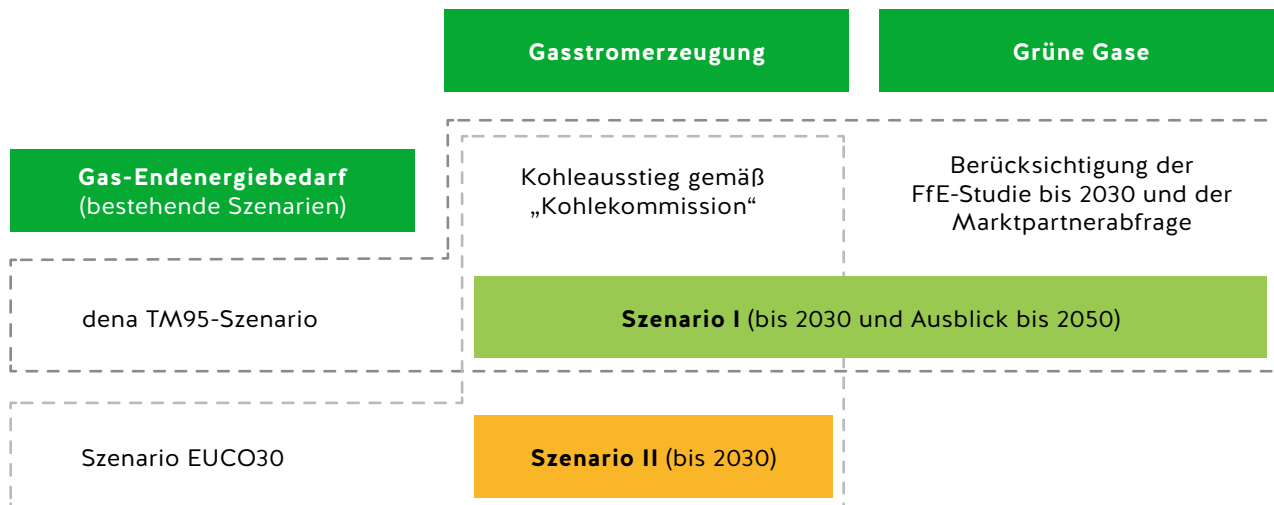 Gasstromerzeugung
Grüne Gase
Gas-Endenergiebedarf
(bestehende Szenarien)
Kohleausstieg gemäß
„Kohlekommission“
Berücksichtigung der
FfE-Studie bis 2030 und der
Marktpartnerabfrage
dena TM95-Szenario
Szenario I (bis 2030 und Ausblick bis 2050)
Szenario EUCO30
Szenario II (bis 2030)